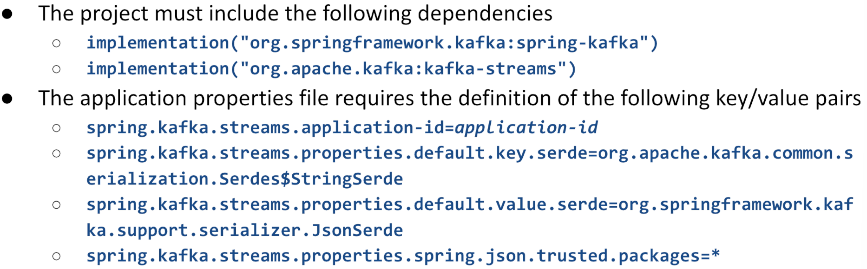 ● The project must include the following dependencies
○ implementation("org.springframework.kafka:spring-kafka")
○ implementation("org.apache.kafka:kafka-streams")
● The application properties file requires the definition of the following key/value pairs
○ spring.kafka.streams.application-id=application-id
○ spring.kafka.streams.properties.default.key.serde=org.apache.kafka.common.s
erialization.Serdes$StringSerde
○ spring.kafka.streams.properties.default.value.serde=org.springframework.kaf
ka.support.serializer.JsonSerde
○ spring.kafka.streams.properties.spring.json.trusted.packages=*